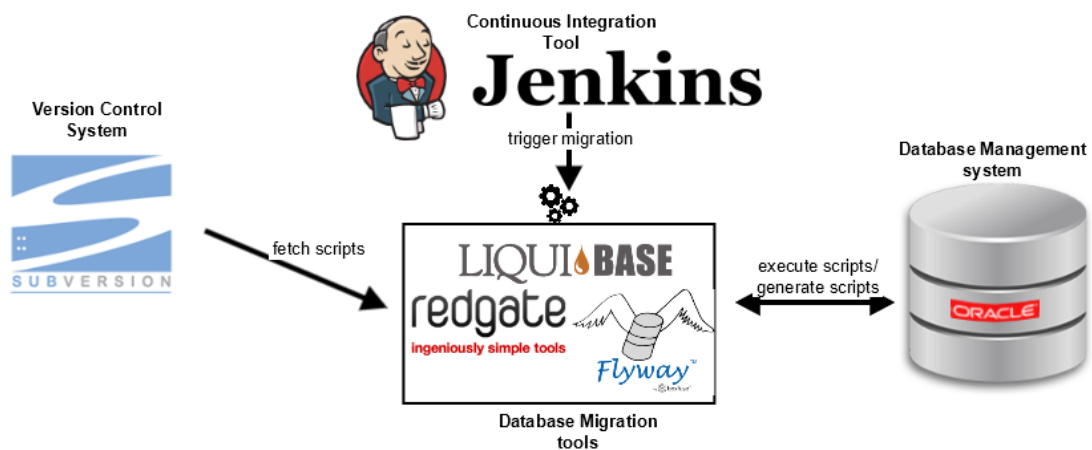 Continuous Integration
Tool
Jenkins
Version Control
System
trigger migration
Database Management
system
SUBVERSION
fetch scripts
LIQUIBASE
redgate
ingeniously simple tools
Flyway™
execute scripts/
generate scripts
ORACLE
Database Migration
tools